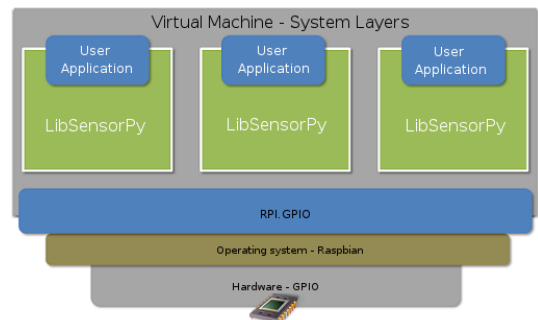 Virtual Machine - System Layers
User
Application
User
Application
User
Application
LibSensorPy
LibSensorPy
LibSensorPy
RPI.GPIO
Operating system - Raspbian
Hardware - GPIO